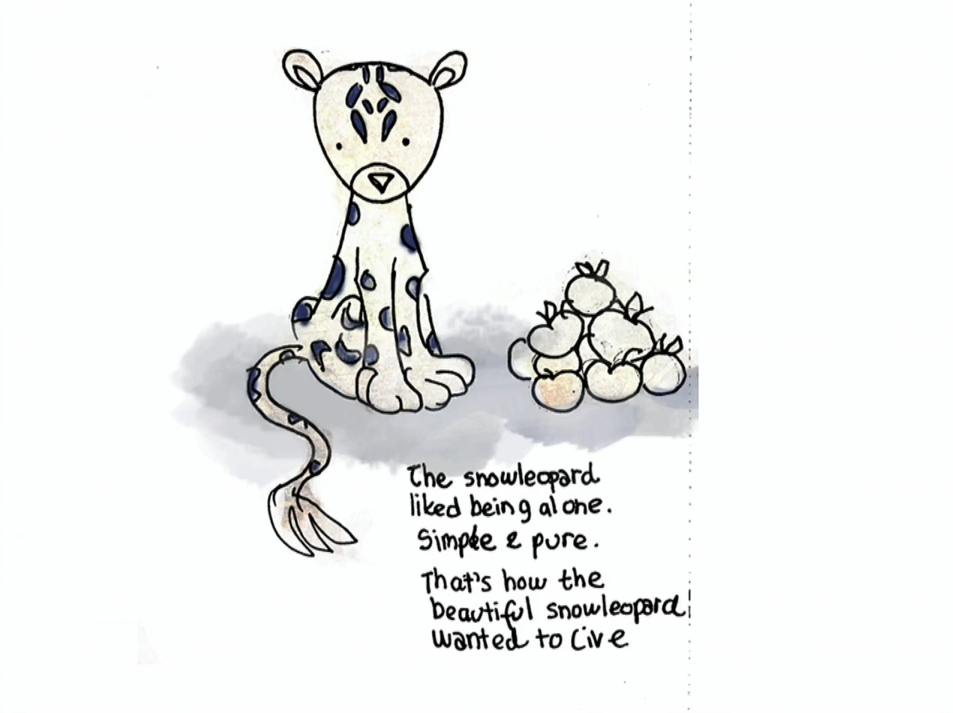 The snowleopard
liked being alone.
Simple & pure.
That's how the
beautiful snowleopard
wanted to live